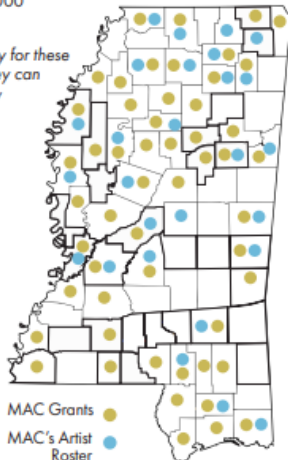 y for these
ey can
MAC Grants
MAC's Artist
Roster